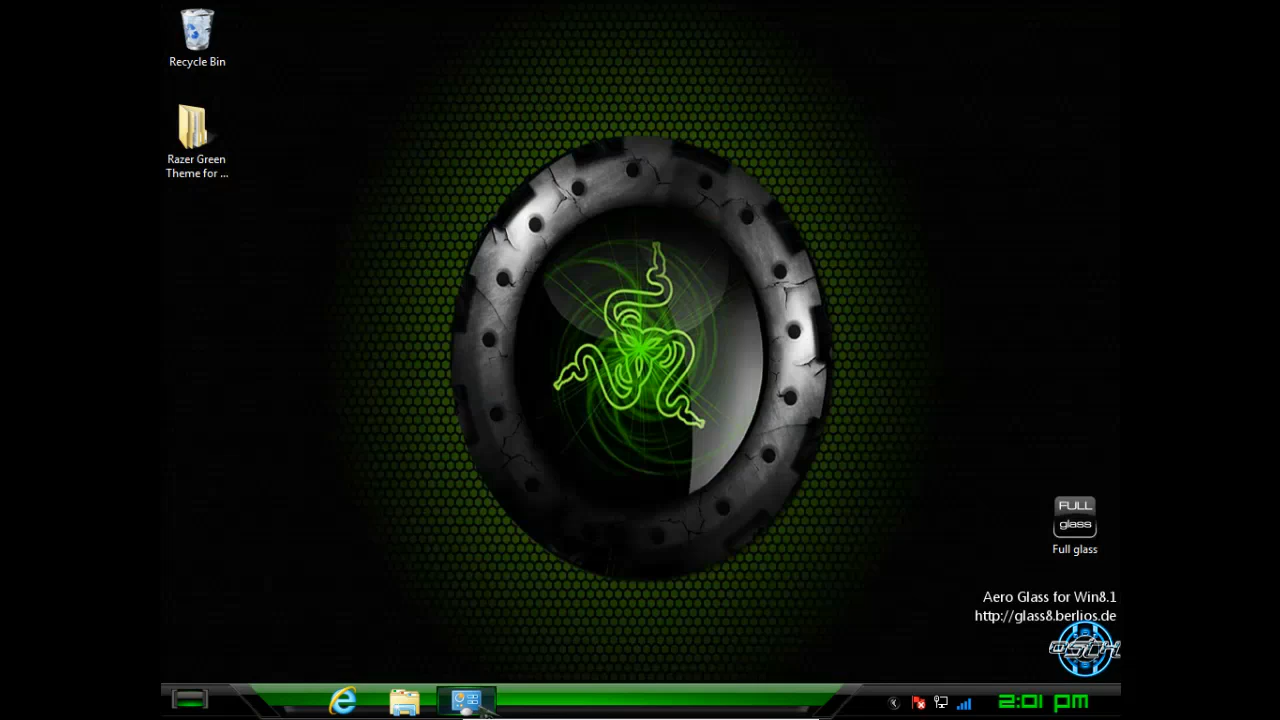 Recycle Bin
Razer Green
Theme for ...
FULL
glass
Full glass
Aero Glass for Win8.1
http://glass8.berlios.de
2:01 PM